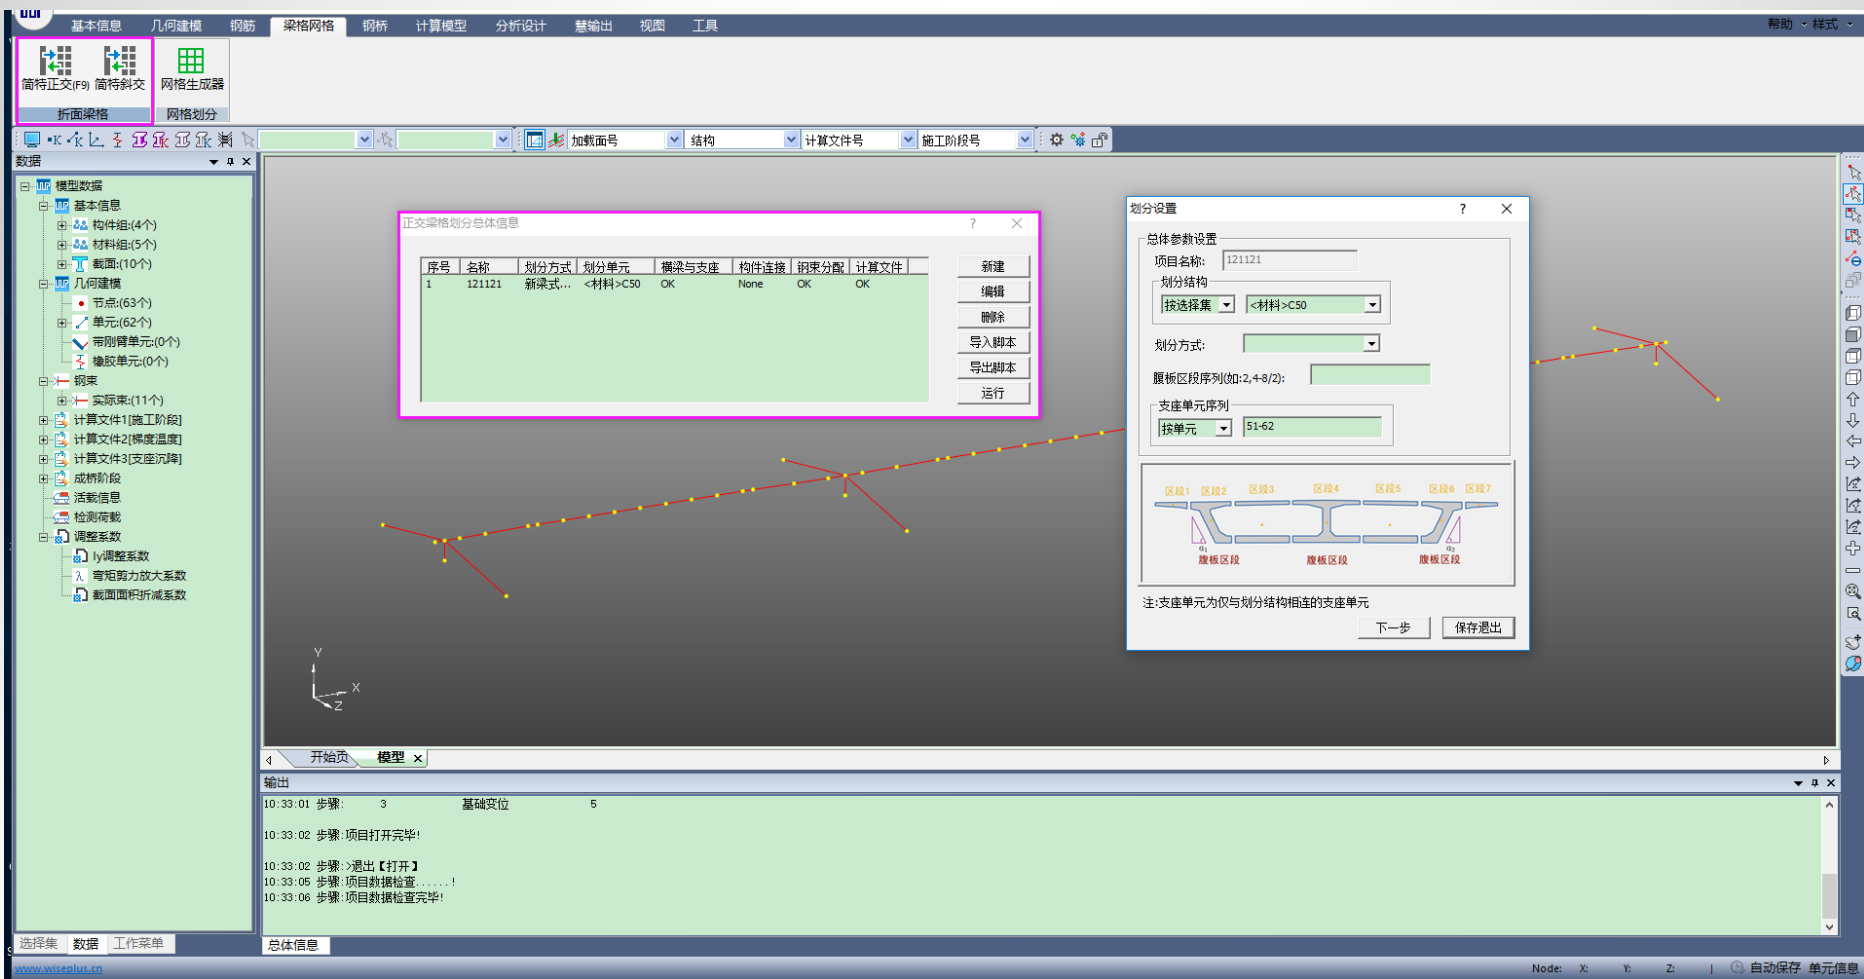 基本信息 几何建模 钢筋 梁格网格 钢桥 计算模型 分析设计 慧输出 视图 工具 帮助 样式
简特正交(F9) 简特斜交 网格生成器
折面梁格 网格划分
加载面号 结构 计算文件号 施工阶段号
数据
模型数据
基本信息
构件组:(4个)
材料组:(5个)
截面:(10个)
几何建模
节点:(63个)
单元:(62个)
带刚臂单元:(0个)
橡胶单元:(0个)
钢束
实际束:(11个)
计算文件1[施工阶段]
计算文件2[梯度温度]
计算文件3[支座沉降]
成桥阶段
活载信息
检测荷载
调整系数
Iy调整系数
弯矩剪力放大系数
截面面积折减系数
选择集 数据 工作菜单
正交梁格划分总体信息 ?
序号 名称 划分方式 划分单元 横梁与支座 构件连接 钢束分配 计算文件
1 121121 新梁式... <材料>C50 OK None OK OK
新建
编辑
删除
导入脚本
导出脚本
运行
划分设置 ?
总体参数设置
项目名称: 121121
划分结构
按选择集 <材料>C50
划分方式:
腹板区段序列(如:2,4-8/2):
支座单元序列
按单元 51-62
区段1 区段2 区段3 区段4 区段5 区段6 区段7
α1 α2
腹板区段 腹板区段 腹板区段
注:支座单元为仅与划分结构相连的支座单元
下一步 保存退出
Y
X
Z
开始页 模型
输出
10:33:01 步骤: 3 基础变位 5
10:33:02 步骤:项目打开完毕!
10:33:02 步骤:>退出【打开】
10:33:05 步骤:项目数据检查......!
10:33:06 步骤:项目数据检查完毕!
总体信息
www.wiseplus.cn Node: X: Y: Z: | 自动保存 单元信息